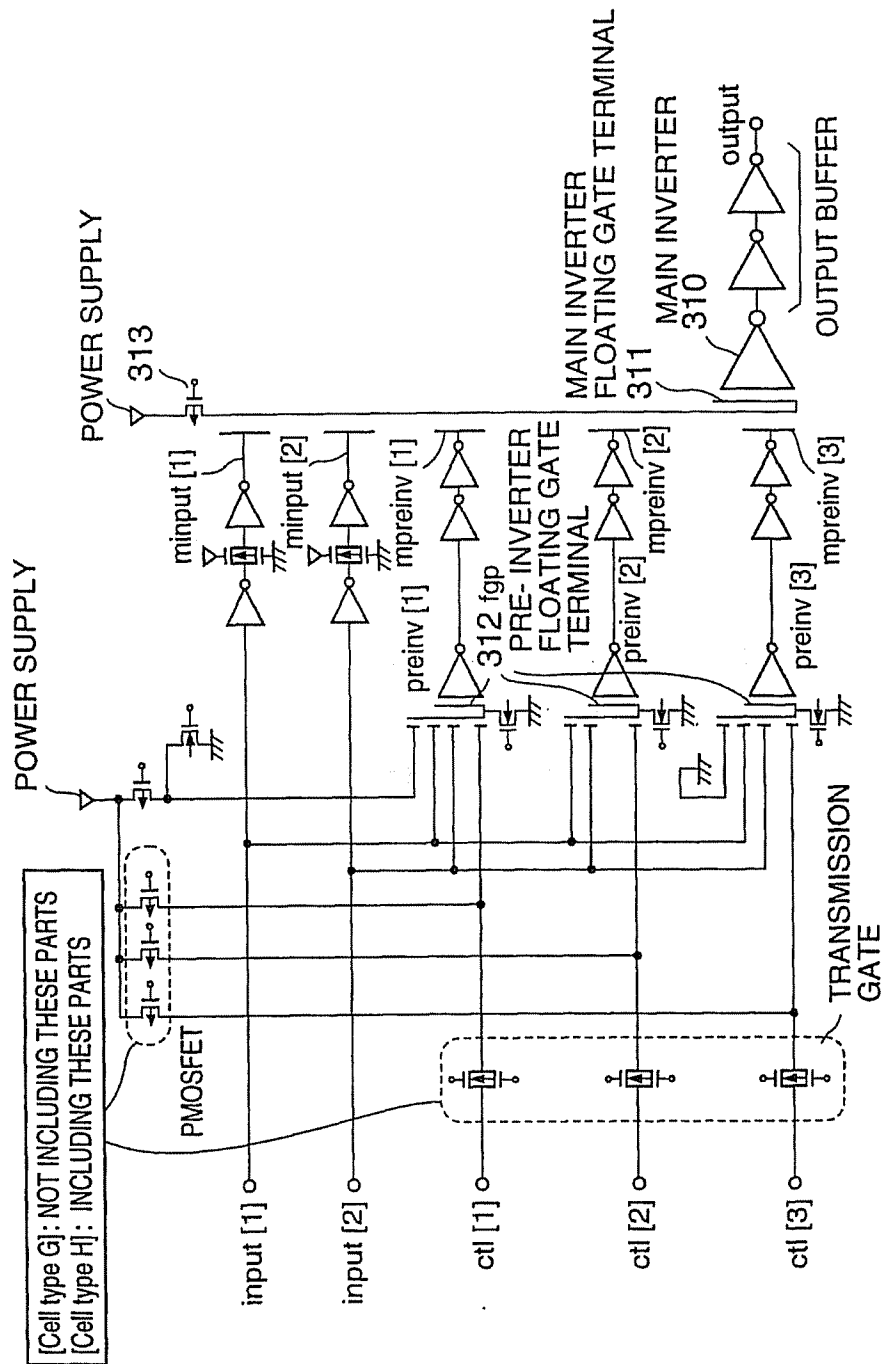 [Cell type G]: NOT INCLUDING THESE PARTS
[Cell type H]: INCLUDING THESE PARTS
POWER SUPPLY
POWER SUPPLY
313
PMOSFET
input [1]
input [2]
ctl [1]
ctl [2]
ctl [3]
TRANSMISSION
GATE
minput [1]
minput [2]
preinv [1]
mpreinv [1]
312 fgp
PRE- INVERTER
FLOATING GATE
TERMINAL
preinv [2]
mpreinv [2]
preinv [3]
mpreinv [3]
MAIN INVERTER
FLOATING GATE TERMINAL
311
MAIN INVERTER
310
output
OUTPUT BUFFER